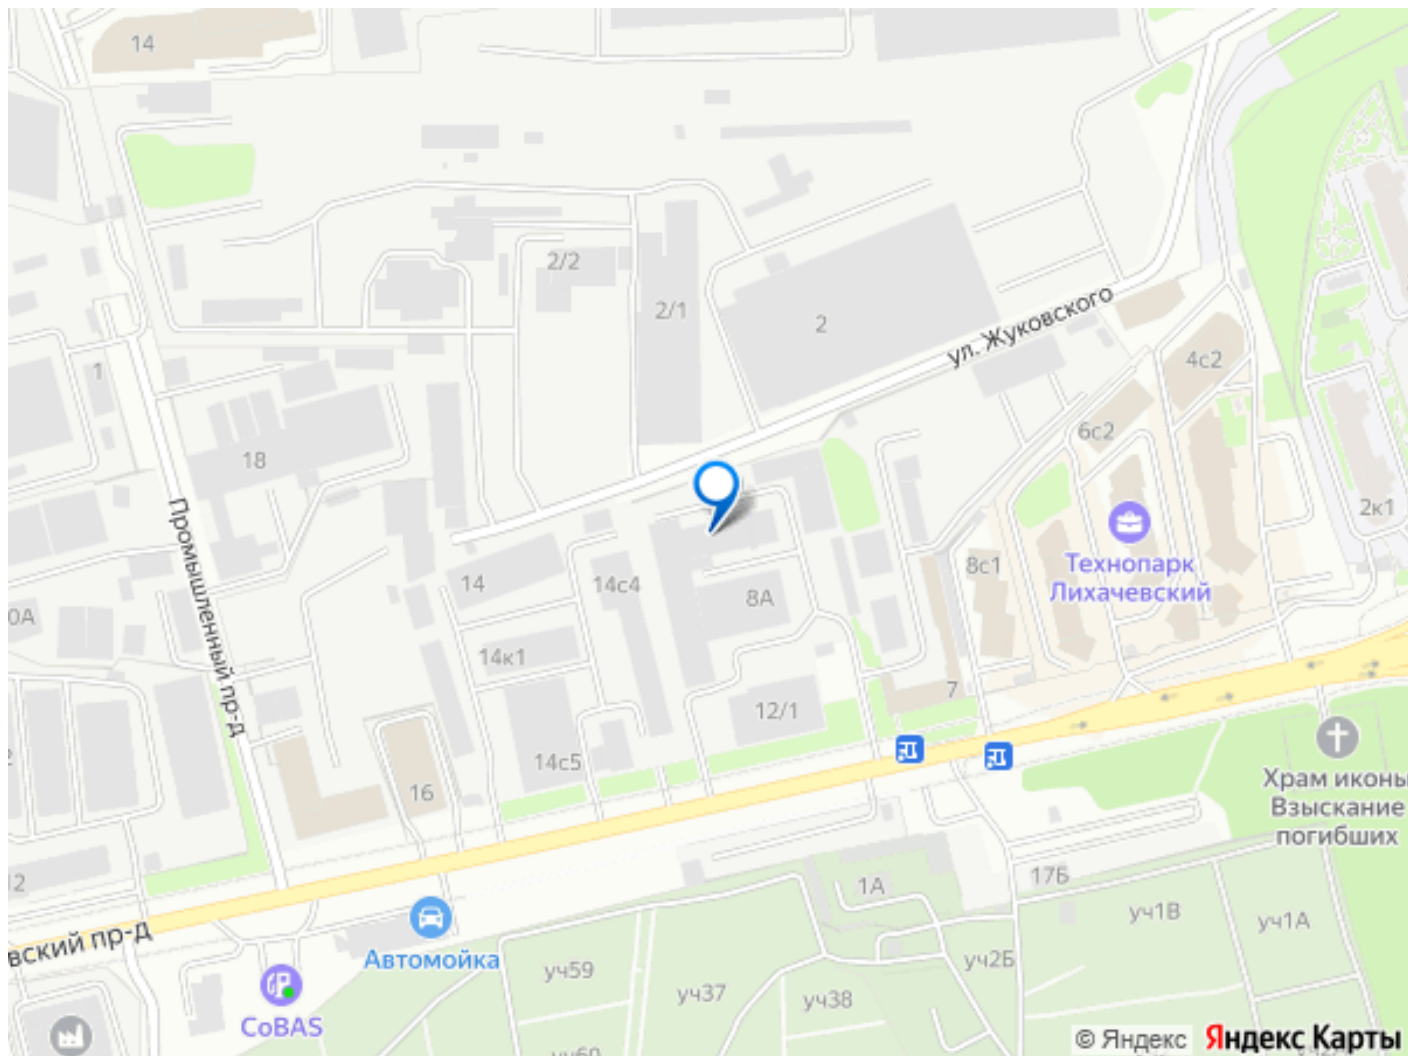 14
2/2
2/1
2
ул. Жуковского
4с2
1
6с2
18
Промышленный пр-д
2к1
Технопарк
Лихачевский
8с1
14
14с4
8А
0А
14к1
7
12/1
14с5
16
Храм иконы
Взыскание
погибших
12
1А
17Б
уч1В
уч1А
вский пр-д
Автомойка
уч59
уч2Б
уч37
уч38
CoBAS
© Яндекс
Яндекс Карты